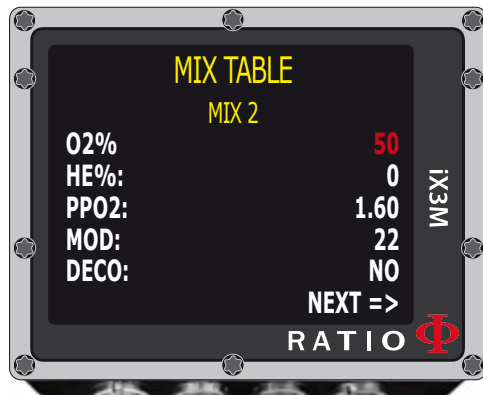 MIX TABLE
MIX 2
O2% 50
HE%: 0
PPO2: 1.60
MOD: 22
DECO: NO
NEXT =>
iX3M
RATIO